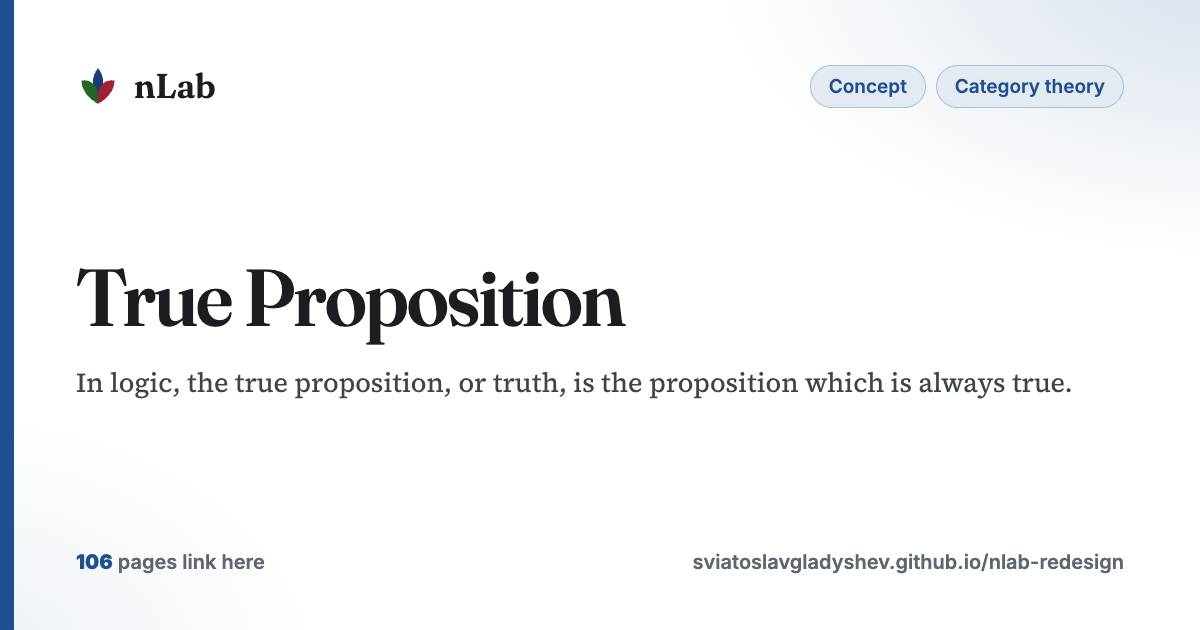 nLab
Concept
Category theory
True Proposition
In logic, the true proposition, or truth, is the proposition which is always true.
106 pages link here
sviatoslavgladyshev.github.io/nlab-redesign